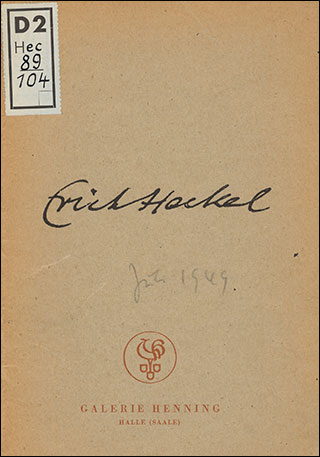 D2
Hec
89
104
Erich Heckel
Juli 1949
GALERIE HENNING
HALLE (SAALE)